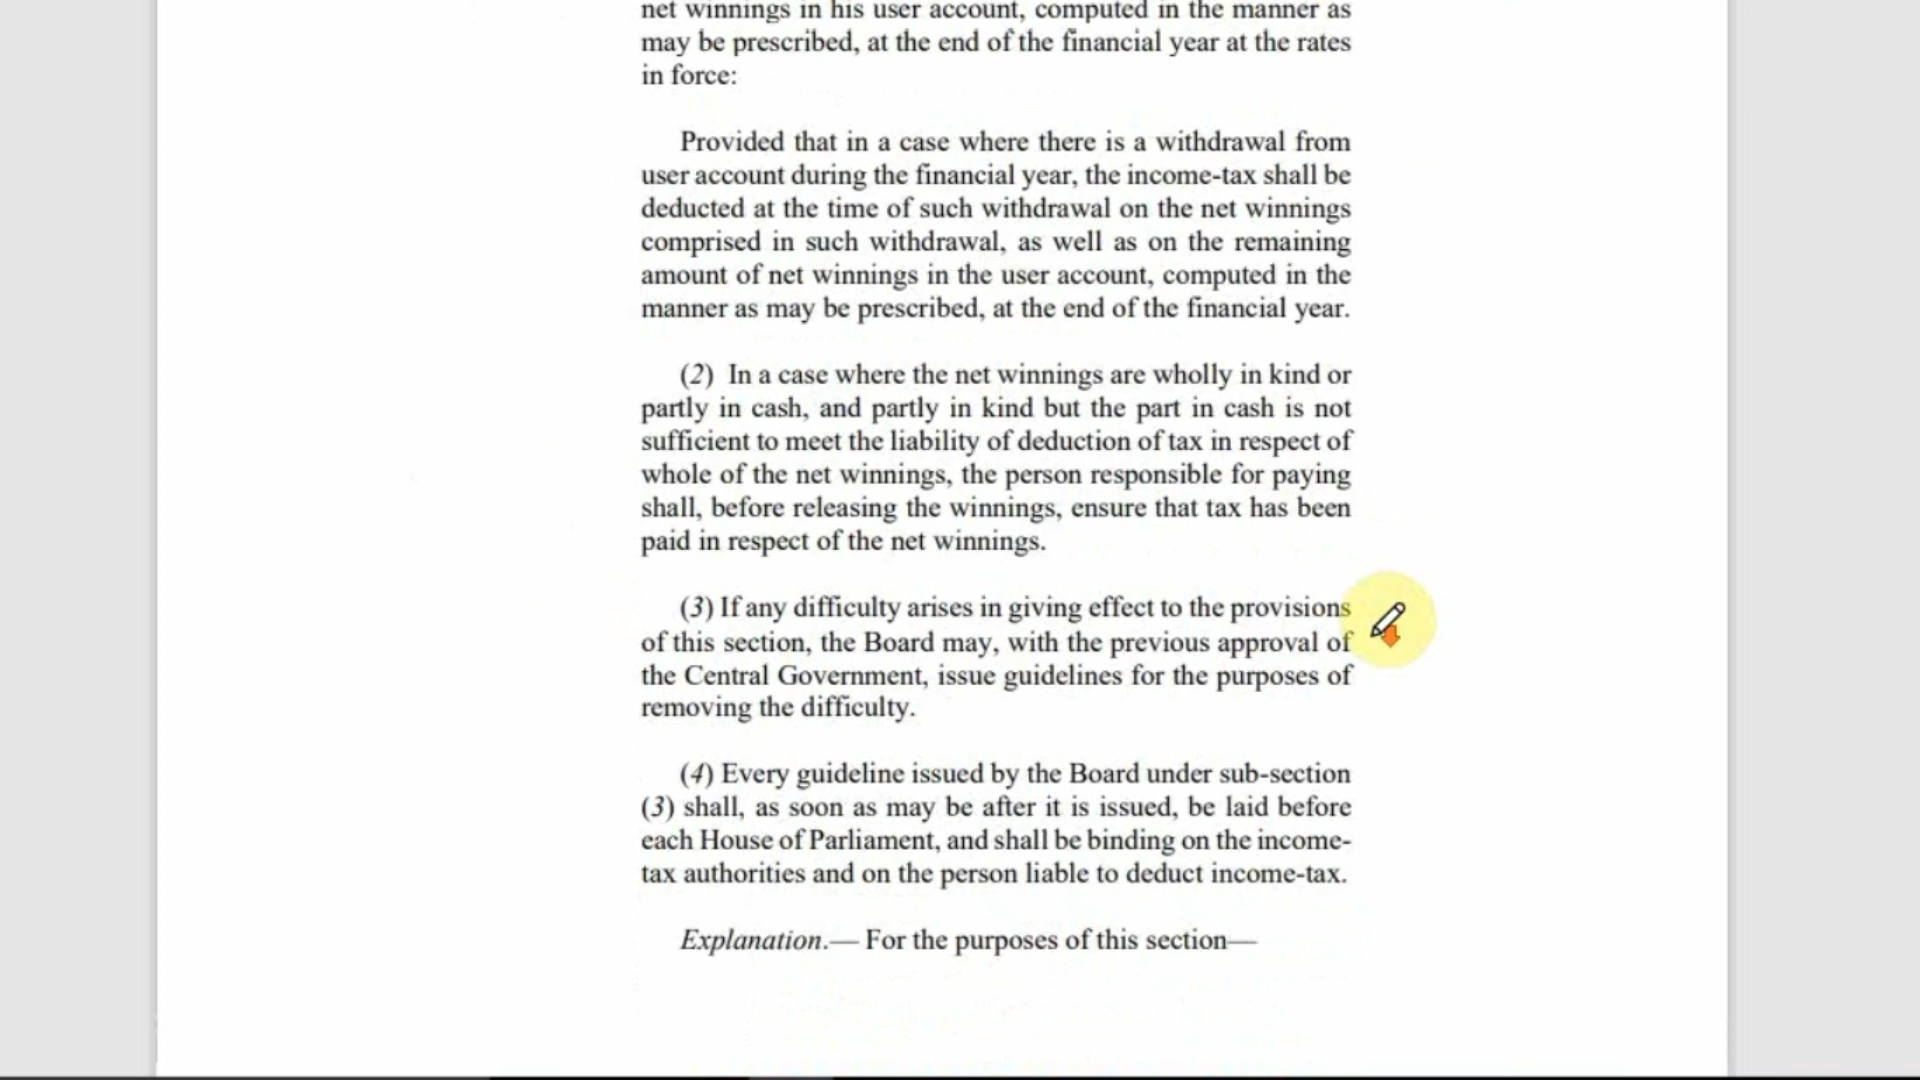 net winnings in his user account, computed in the manner as
may be prescribed, at the end of the financial year at the rates
in force:
Provided that in a case where there is a withdrawal from
user account during the financial year, the income-tax shall be
deducted at the time of such withdrawal on the net winnings
comprised in such withdrawal, as well as on the remaining
amount of net winnings in the user account, computed in the
manner as may be prescribed, at the end of the financial year.
(2) In a case where the net winnings are wholly in kind or
partly in cash, and partly in kind but the part in cash is not
sufficient to meet the liability of deduction of tax in respect of
whole of the net winnings, the person responsible for paying
shall, before releasing the winnings, ensure that tax has been
paid in respect of the net winnings.
(3) If any difficulty arises in giving effect to the provisions
of this section, the Board may, with the previous approval of
the Central Government, issue guidelines for the purposes of
removing the difficulty.
(4) Every guideline issued by the Board under sub-section
(3) shall, as soon as may be after it is issued, be laid before
each House of Parliament, and shall be binding on the income-
tax authorities and on the person liable to deduct income-tax.
Explanation.— For the purposes of this section—